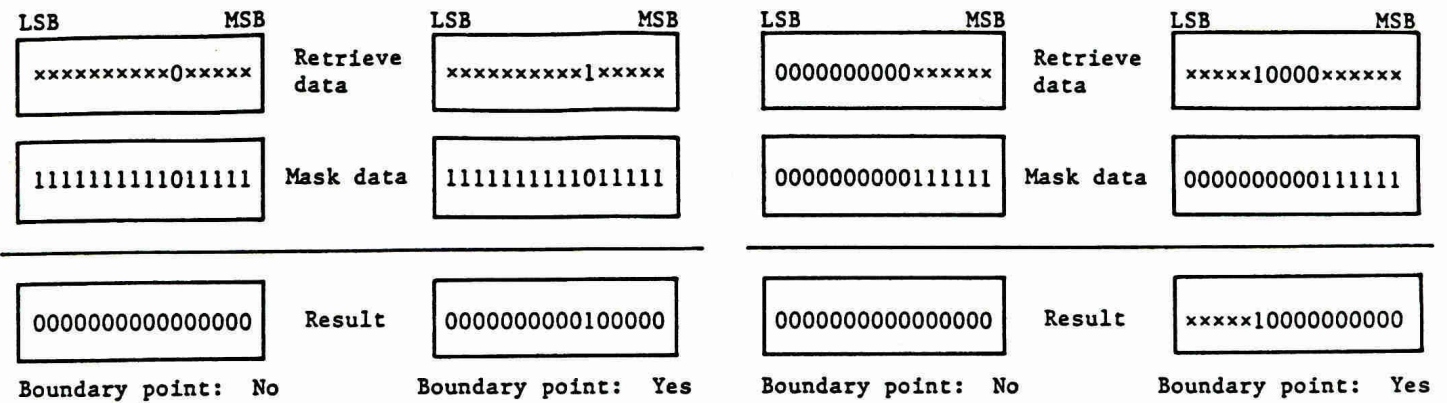 LSB MSB LSB MSB LSB MSB LSB MSB
xxxxxxxxxx0xxxxx Retrieve data xxxxxxxxxx1xxxxx 0000000000xxxxxx Retrieve data xxxxx10000xxxxxx
1111111111011111 Mask data 1111111111011111 0000000000111111 Mask data 0000000000111111
0000000000000000 Result 0000000000100000 0000000000000000 Result xxxxx10000000000
Boundary point: No Boundary point: Yes Boundary point: No Boundary point: Yes